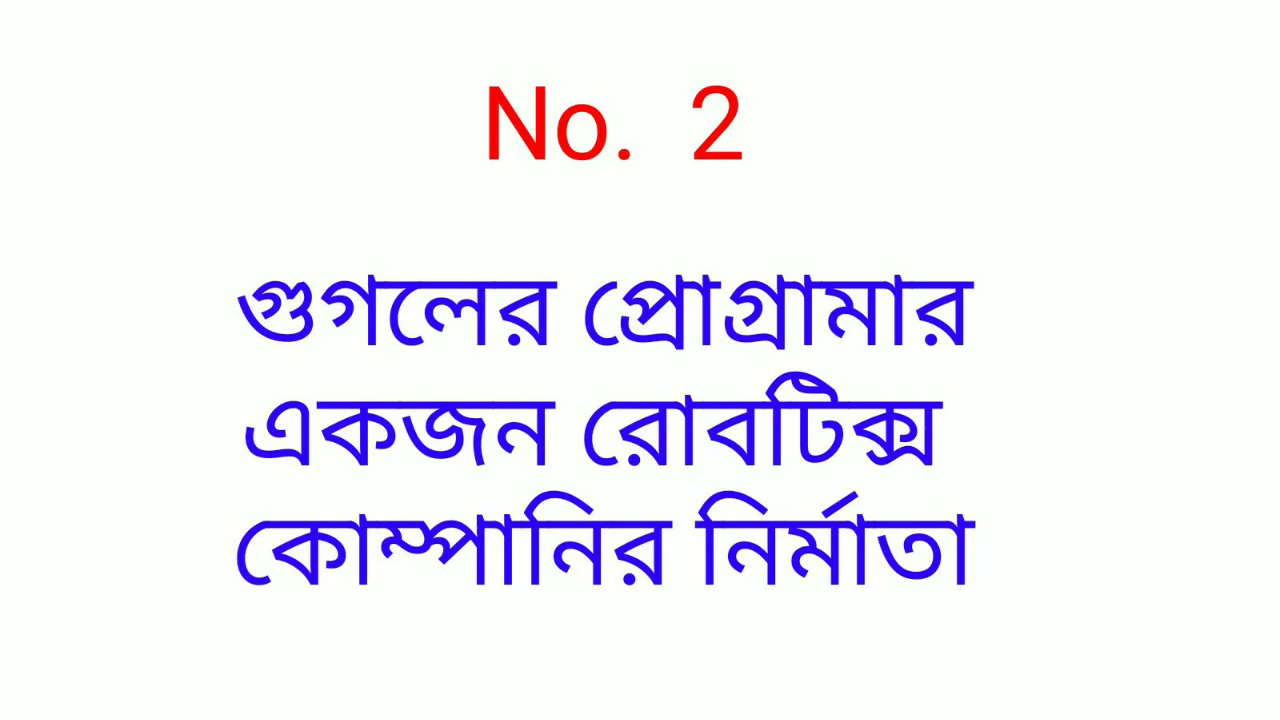 No. 2
গুগলের প্রোগ্রামার
একজন রোবটিক্স
কোম্পানির নির্মাতা